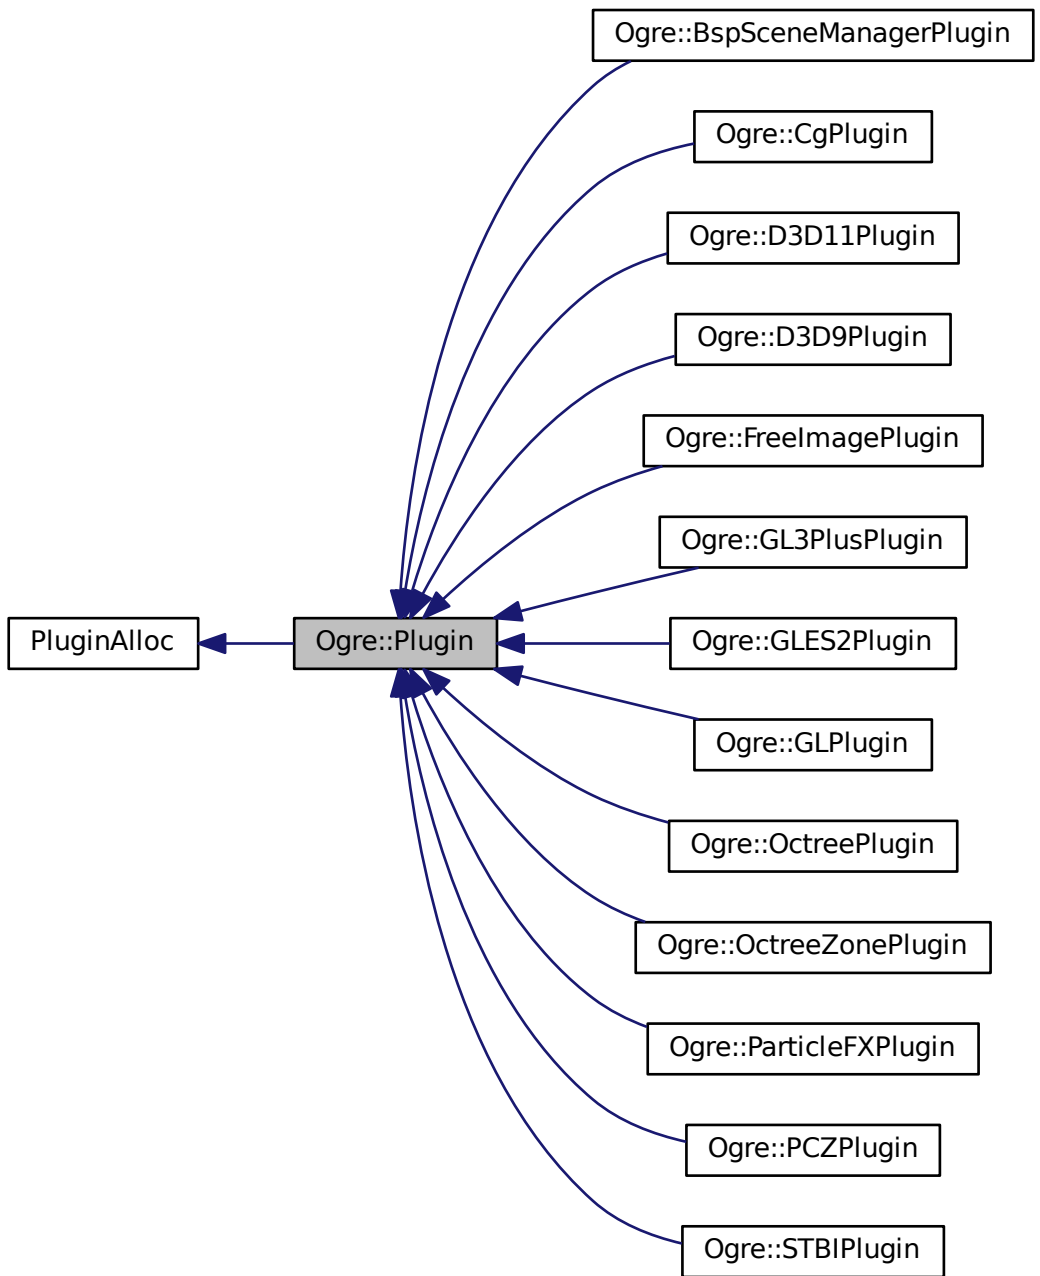 Ogre::BspSceneManagerPlugin
Ogre::CgPlugin
Ogre::D3D11Plugin
Ogre::D3D9Plugin
Ogre::FreeImagePlugin
Ogre::GL3PlusPlugin
PluginAlloc
Ogre::Plugin
Ogre::GLES2Plugin
Ogre::GLPlugin
Ogre::OctreePlugin
Ogre::OctreeZonePlugin
Ogre::ParticleFXPlugin
Ogre::PCZPlugin
Ogre::STBIPlugin